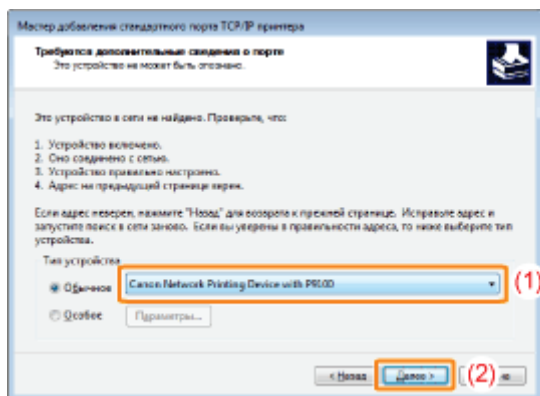 Мастер добавления стандартного порта TCP/IP принтера
Требуются дополнительные сведения о порте
Это устройство не может быть опознано.
Это устройство в сети не найдено. Проверьте, что:
1. Устройство включено.
2. Оно соединено с сетью.
3. Устройство правильно настроено.
4. Адрес на предыдущей странице верен.
Если адрес неверен, нажмите "Назад" для возврата к прежней странице. Исправьте адрес и
запустите поиск в сети заново. Если вы уверены в правильности адреса, то ниже выберите тип
устройства.
Тип устройства
Обычное Canon Network Printing Device with P9100 (1)
Особое Параметры...
< Назад Далее > (2)